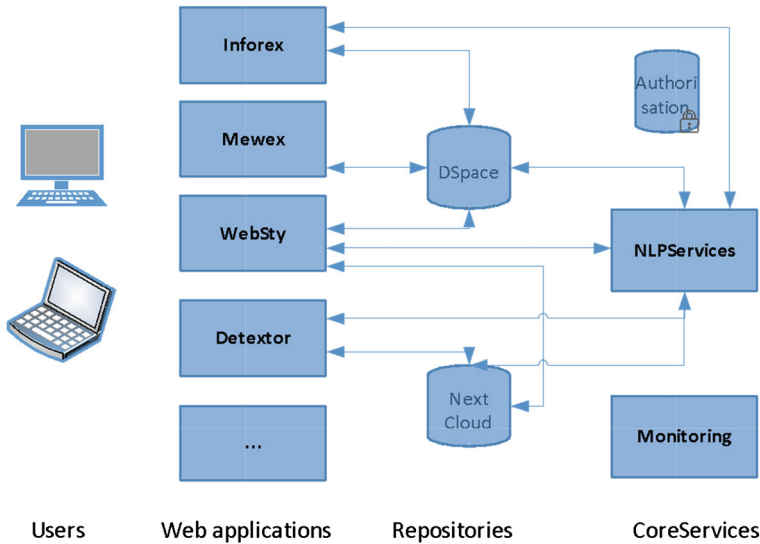 Inforex
Authori
sation
Mewex
DSpace
WebSty
NLPServices
Detextor
Next
Cloud
...
Monitoring
Users
Web applications
Repositories
CoreServices